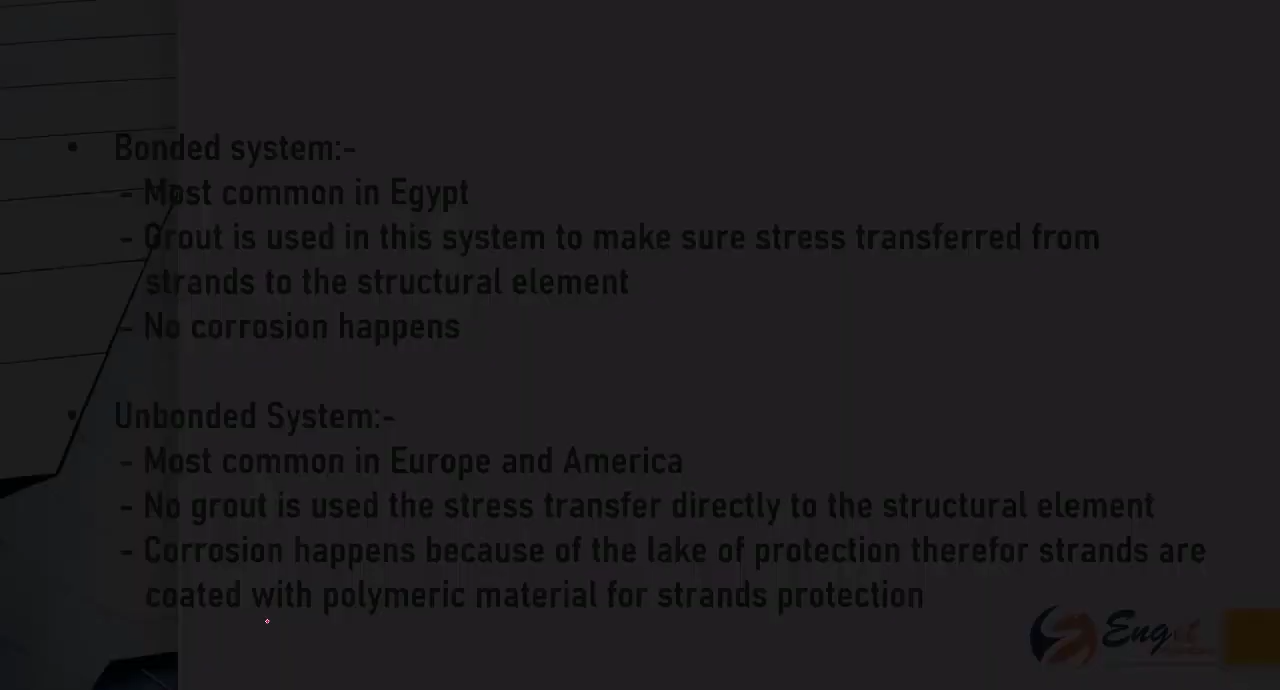 • Bonded system:-
- Most common in Egypt
- Grout is used in this system to make sure stress transferred from
strands to the structural element
- No corrosion happens
• Unbonded System:-
- Most common in Europe and America
- No grout is used the stress transfer directly to the structural element
- Corrosion happens because of the lake of protection therefor strands are
coated with polymeric material for strands protection